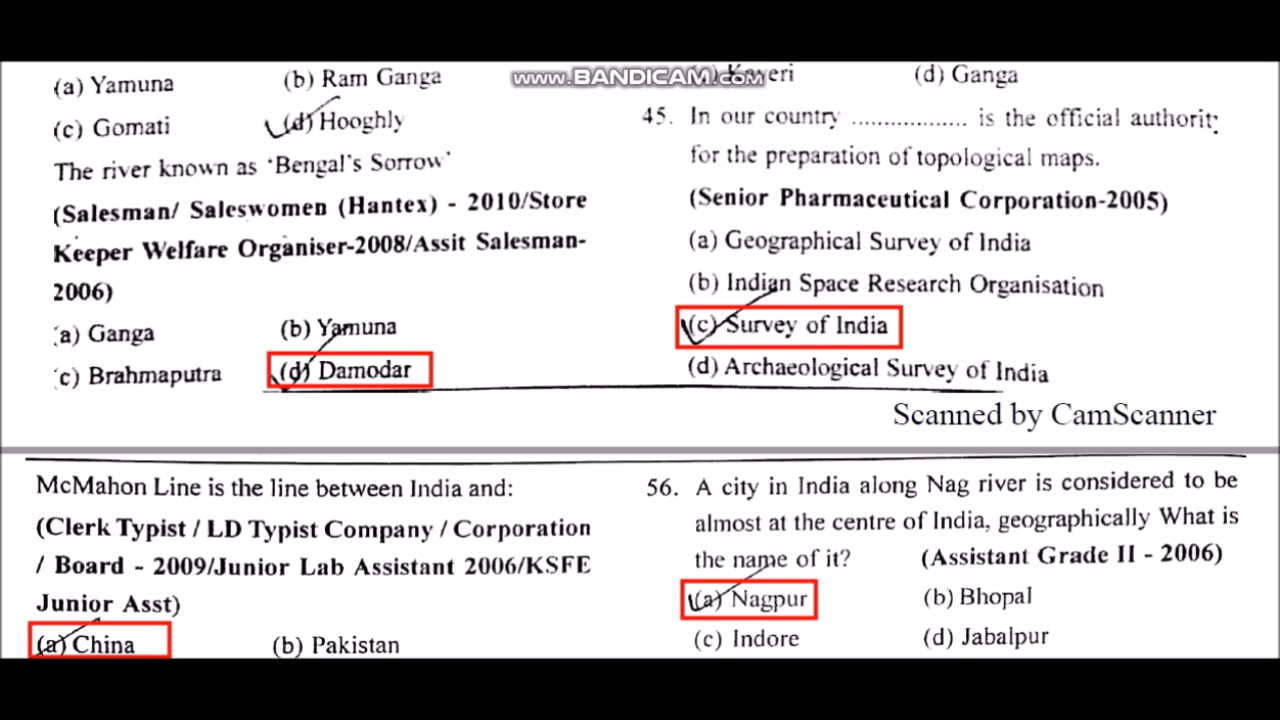 www.BANDICAM.com
(a) Yamuna (b) Ram Ganga
(c) Gomati (d) Hooghly
The river known as ‘Bengal's Sorrow’
(Salesman/ Saleswomen (Hantex) - 2010/Store
Keeper Welfare Organiser-2008/Assit Salesman-
2006)
(a) Ganga (b) Yamuna
(c) Brahmaputra (d) Damodar
(d) Ganga
45. In our country .................. is the official authority
for the preparation of topological maps.
(Senior Pharmaceutical Corporation-2005)
(a) Geographical Survey of India
(b) Indian Space Research Organisation
(c) Survey of India
(d) Archaeological Survey of India
Scanned by CamScanner
McMahon Line is the line between India and:
(Clerk Typist / LD Typist Company / Corporation
/ Board - 2009/Junior Lab Assistant 2006/KSFE
Junior Asst)
(a) China (b) Pakistan
56. A city in India along Nag river is considered to be
almost at the centre of India, geographically What is
the name of it? (Assistant Grade II - 2006)
(a) Nagpur (b) Bhopal
(c) Indore (d) Jabalpur